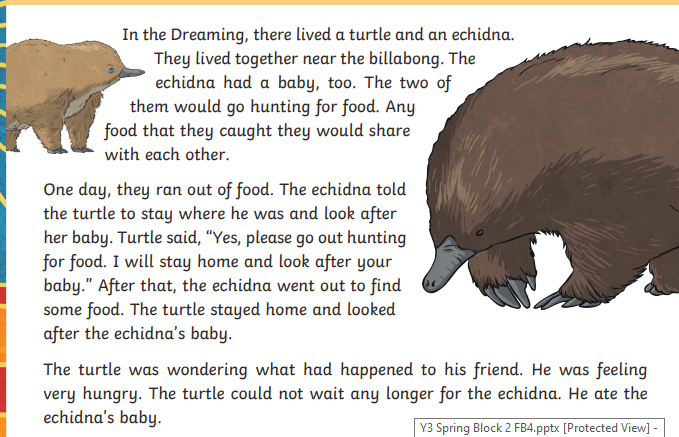 In the Dreaming, there lived a turtle and an echidna.
They lived together near the billabong. The
echidna had a baby, too. The two of
them would go hunting for food. Any
food that they caught they would share
with each other.
One day, they ran out of food. The echidna told
the turtle to stay where he was and look after
her baby. Turtle said, “Yes, please go out hunting
for food. I will stay home and look after your
baby.” After that, the echidna went out to find
some food. The turtle stayed home and looked
after the echidna’s baby.
The turtle was wondering what had happened to his friend. He was feeling
very hungry. The turtle could not wait any longer for the echidna. He ate the
echidna’s baby.
Y3 Spring Block 2 FB4.pptx [Protected View] -